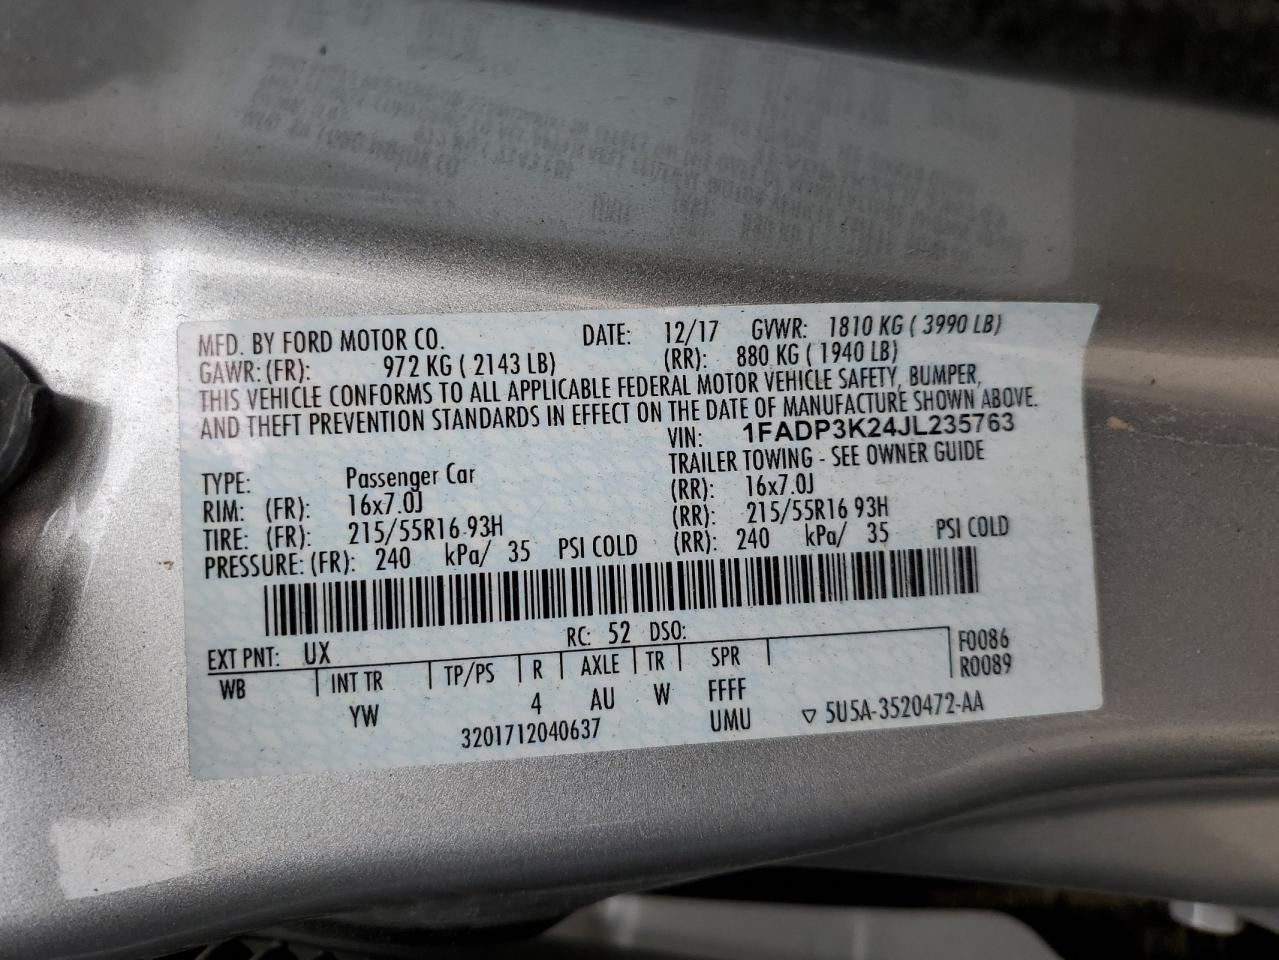 MFD. BY FORD MOTOR CO. DATE: 12/17 GVWR: 1810 KG ( 3990 LB)
GAWR: (FR): 972 KG ( 2143 LB) (RR): 880 KG ( 1940 LB)
THIS VEHICLE CONFORMS TO ALL APPLICABLE FEDERAL MOTOR VEHICLE SAFETY, BUMPER,
AND THEFT PREVENTION STANDARDS IN EFFECT ON THE DATE OF MANUFACTURE SHOWN ABOVE.
VIN: 1FADP3K24JL235763
TYPE: Passenger Car TRAILER TOWING - SEE OWNER GUIDE
RIM: (FR): 16x7.0J (RR): 16x7.0J
TIRE: (FR): 215/55R16 93H (RR): 215/55R16 93H
PRESSURE: (FR): 240 kPa/ 35 PSI COLD (RR): 240 kPa/ 35 PSI COLD
EXT PNT: UX RC: 52 DSO:
WB INT TR TP/PS R AXLE TR SPR F0086
YW 4 AU W FFFF R0089
3201712040637 UMU ▽ 5U5A-3520472-AA